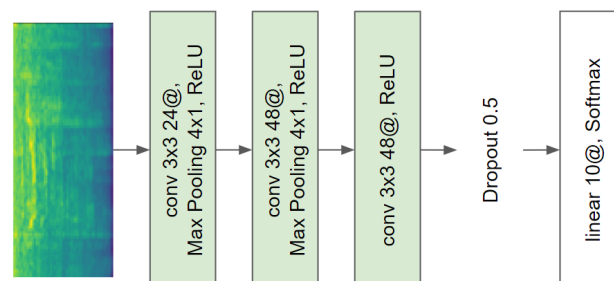 conv 3x3 24@,
Max Pooling 4x1, ReLU
conv 3x3 48@,
Max Pooling 4x1, ReLU
conv 3x3 48@, ReLU
Dropout 0.5
linear 10@, Softmax